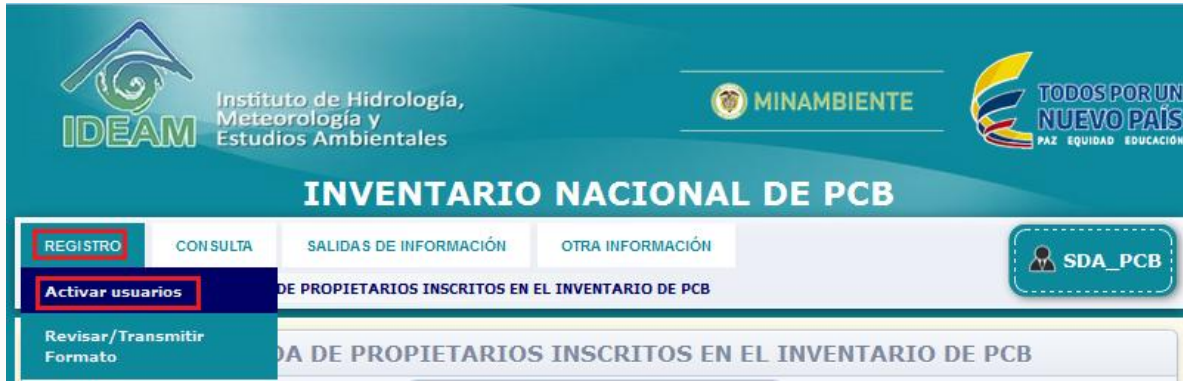 IDEAM
Instituto de Hidrología,
Meteorología y
Estudios Ambientales
MINAMBIENTE
TODOS POR UN
NUEVO PAÍS
PAZ EQUIDAD EDUCACIÓN
INVENTARIO NACIONAL DE PCB
REGISTRO CONSULTA SALIDAS DE INFORMACIÓN OTRA INFORMACIÓN
SDA_PCB
Activar usuarios DE PROPIETARIOS INSCRITOS EN EL INVENTARIO DE PCB
Revisar/Transmitir
Formato
DA DE PROPIETARIOS INSCRITOS EN EL INVENTARIO DE PCB